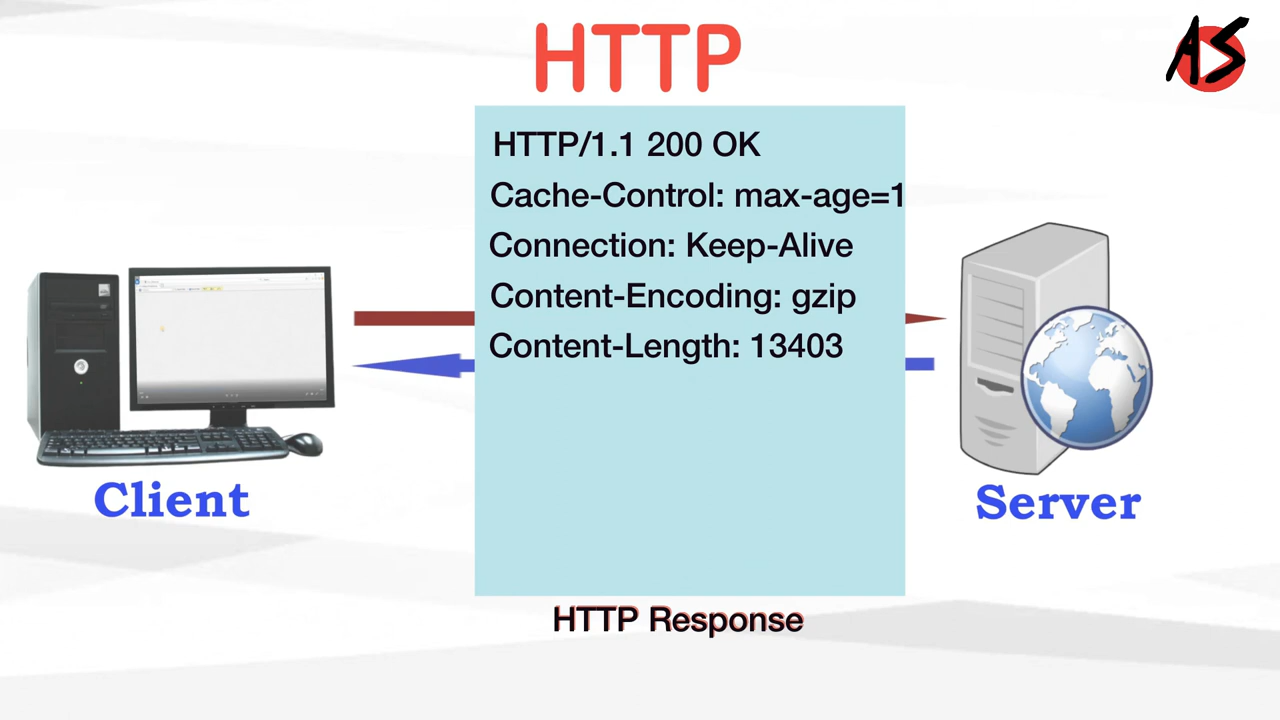 HTTP
AS
HTTP/1.1 200 OK
Cache-Control: max-age=1
Connection: Keep-Alive
Content-Encoding: gzip
Content-Length: 13403
Client
Server
HTTP Response